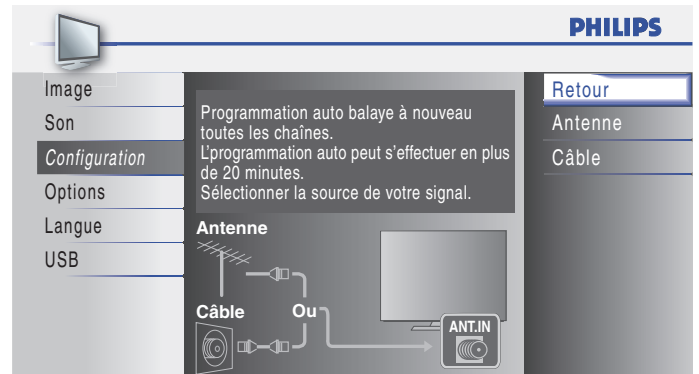 PHILIPS
Image
Son
Configuration
Options
Langue
USB
Programmation auto balaye à nouveau
toutes les chaînes.
L'programmation auto peut s'effectuer en plus
de 20 minutes.
Sélectionner la source de votre signal.
Antenne
Câble
Ou
ANT.IN
Retour
Antenne
Câble